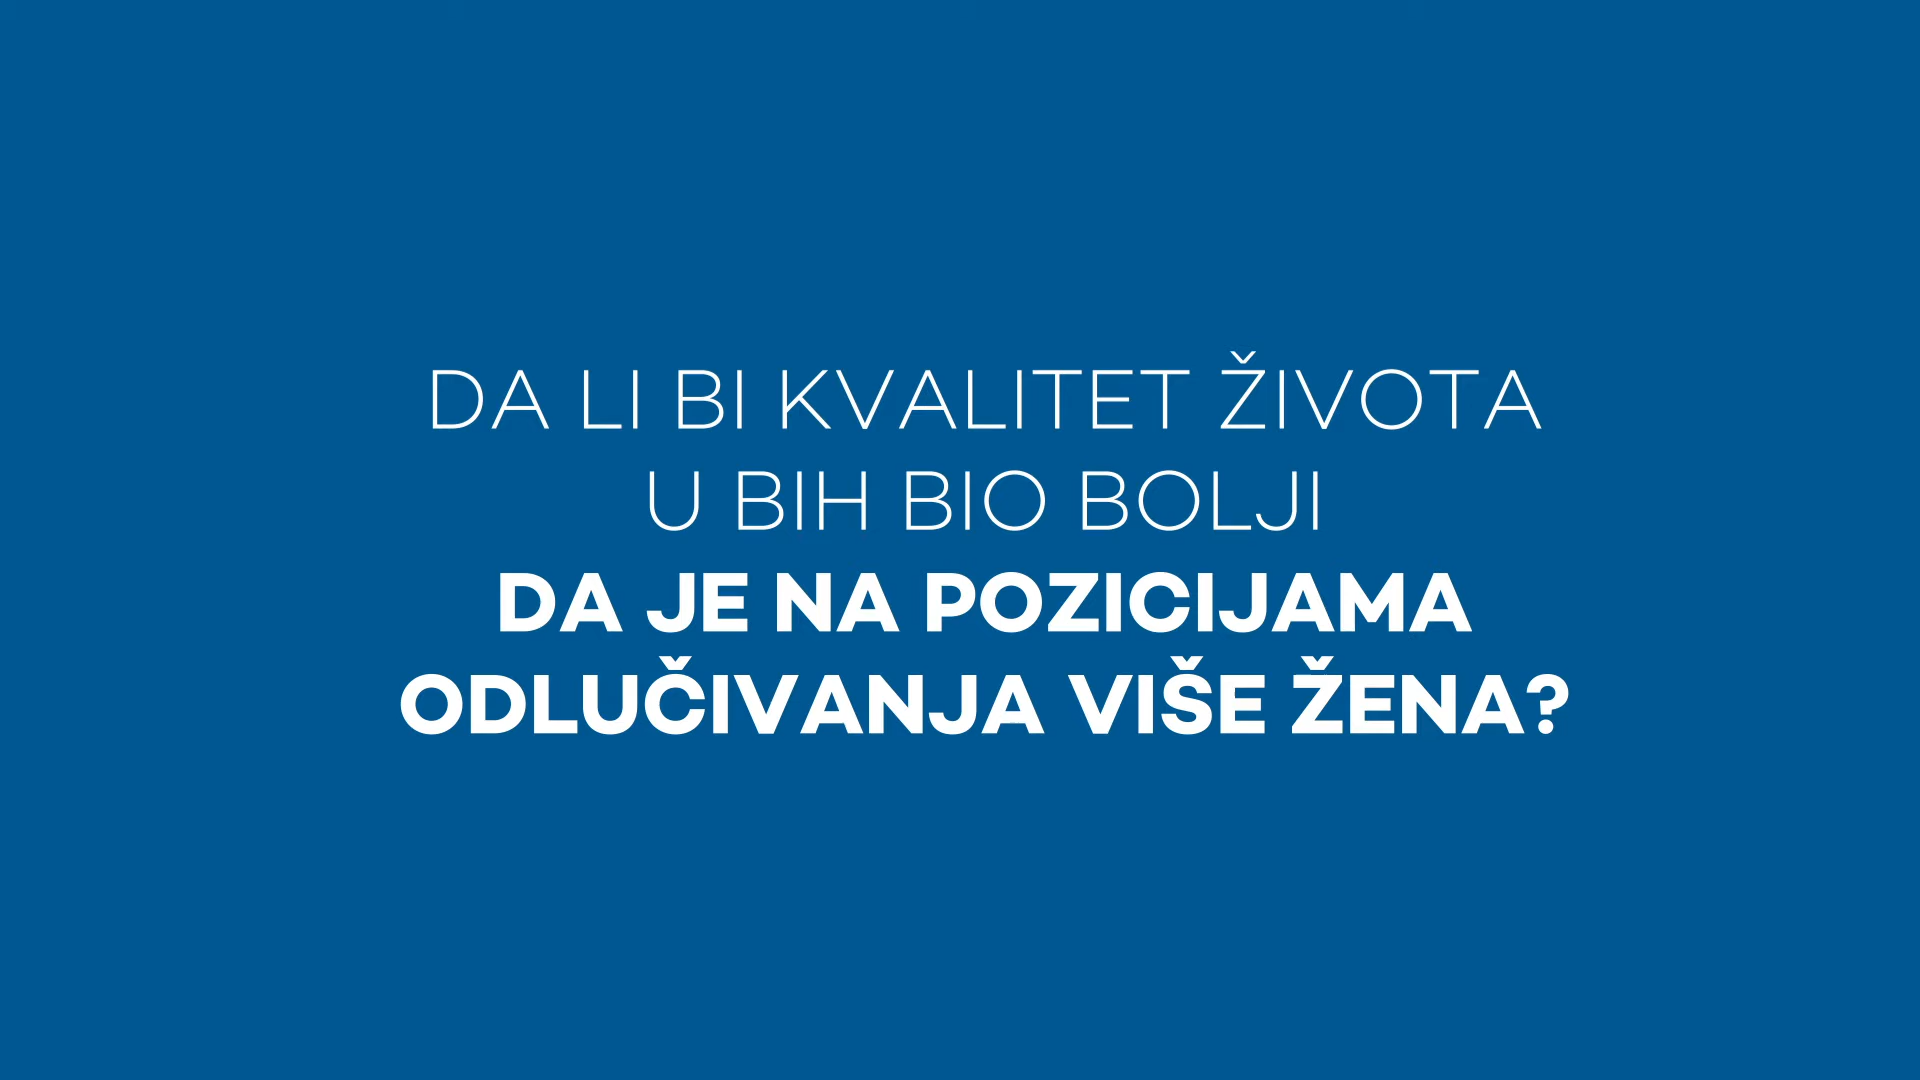 DA LI BI KVALITET ŽIVOTA
U BIH BIO BOLJI
DA JE NA POZICIJAMA
ODLUČIVANJA VIŠE ŽENA?